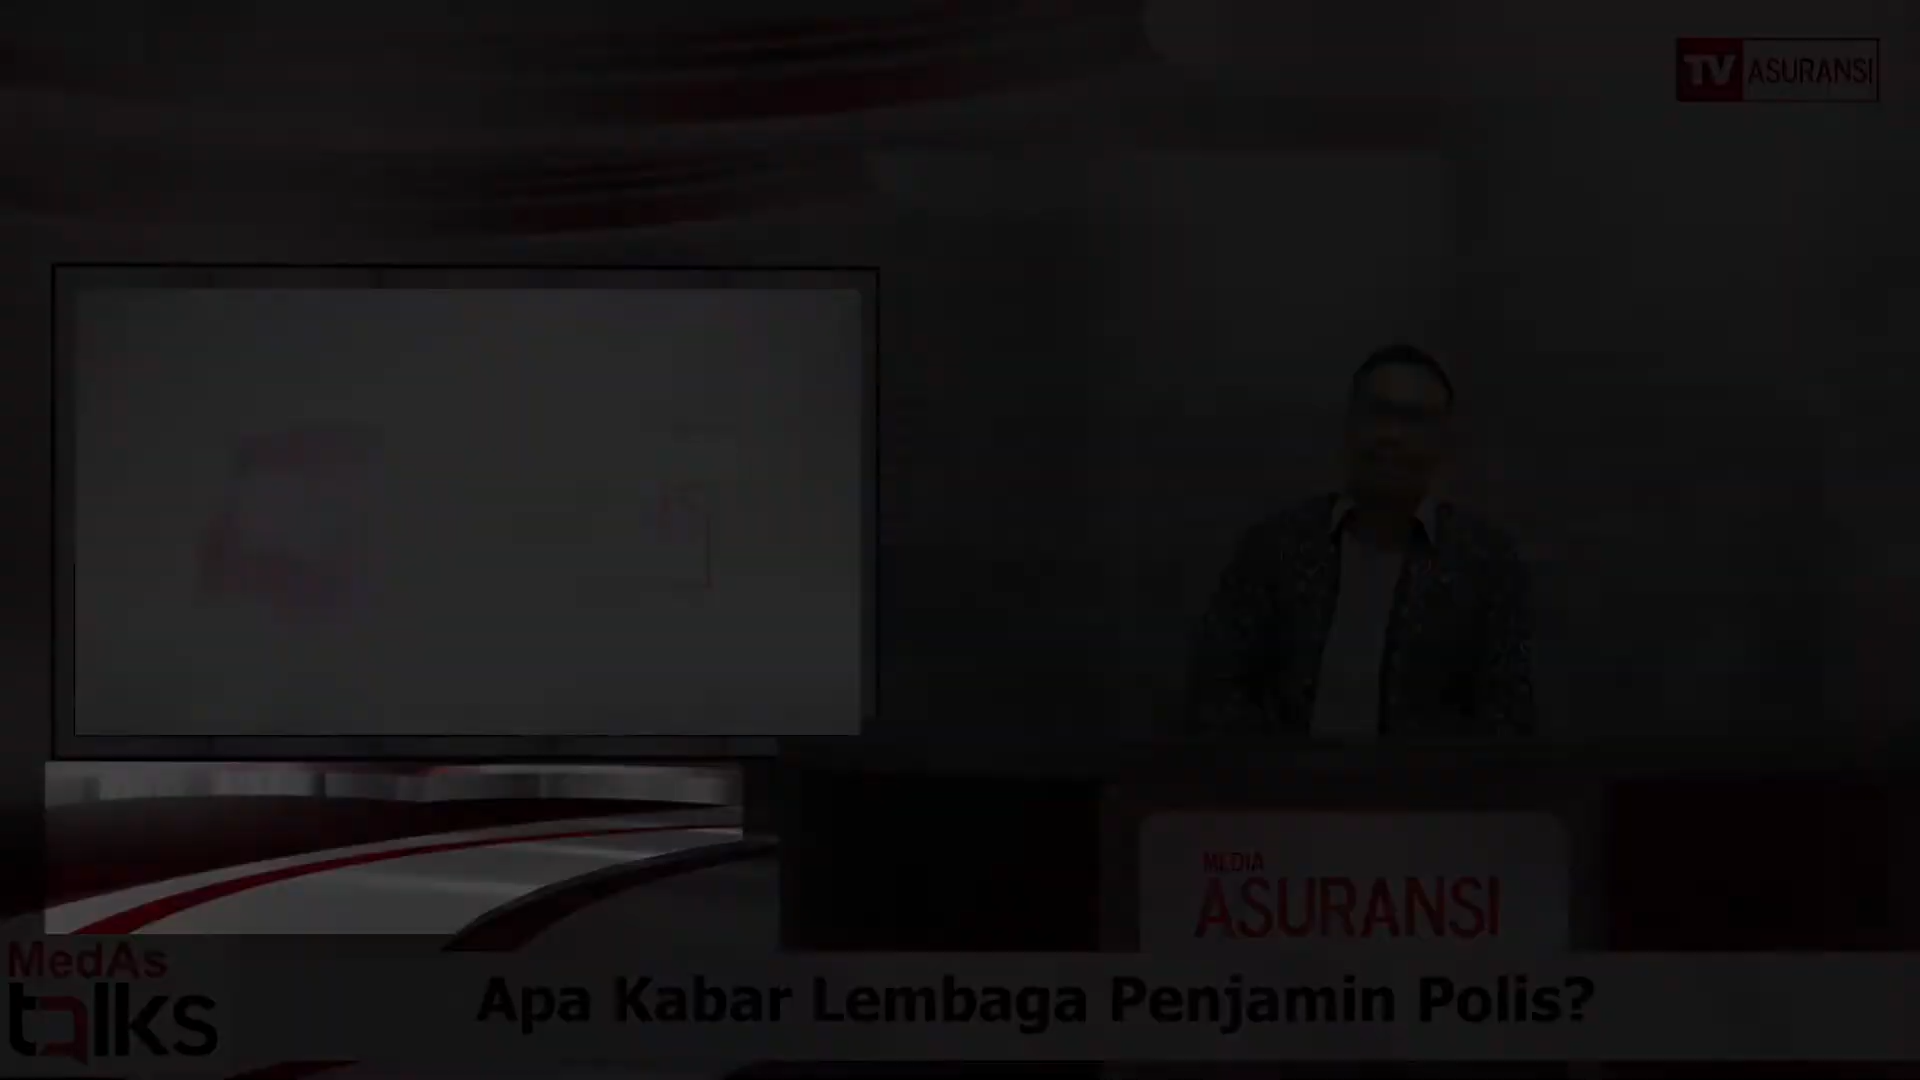 TV ASURANSI
MEDIA
ASURANSI
MedAs
talks
Apa Kabar Lembaga Penjamin Polis?